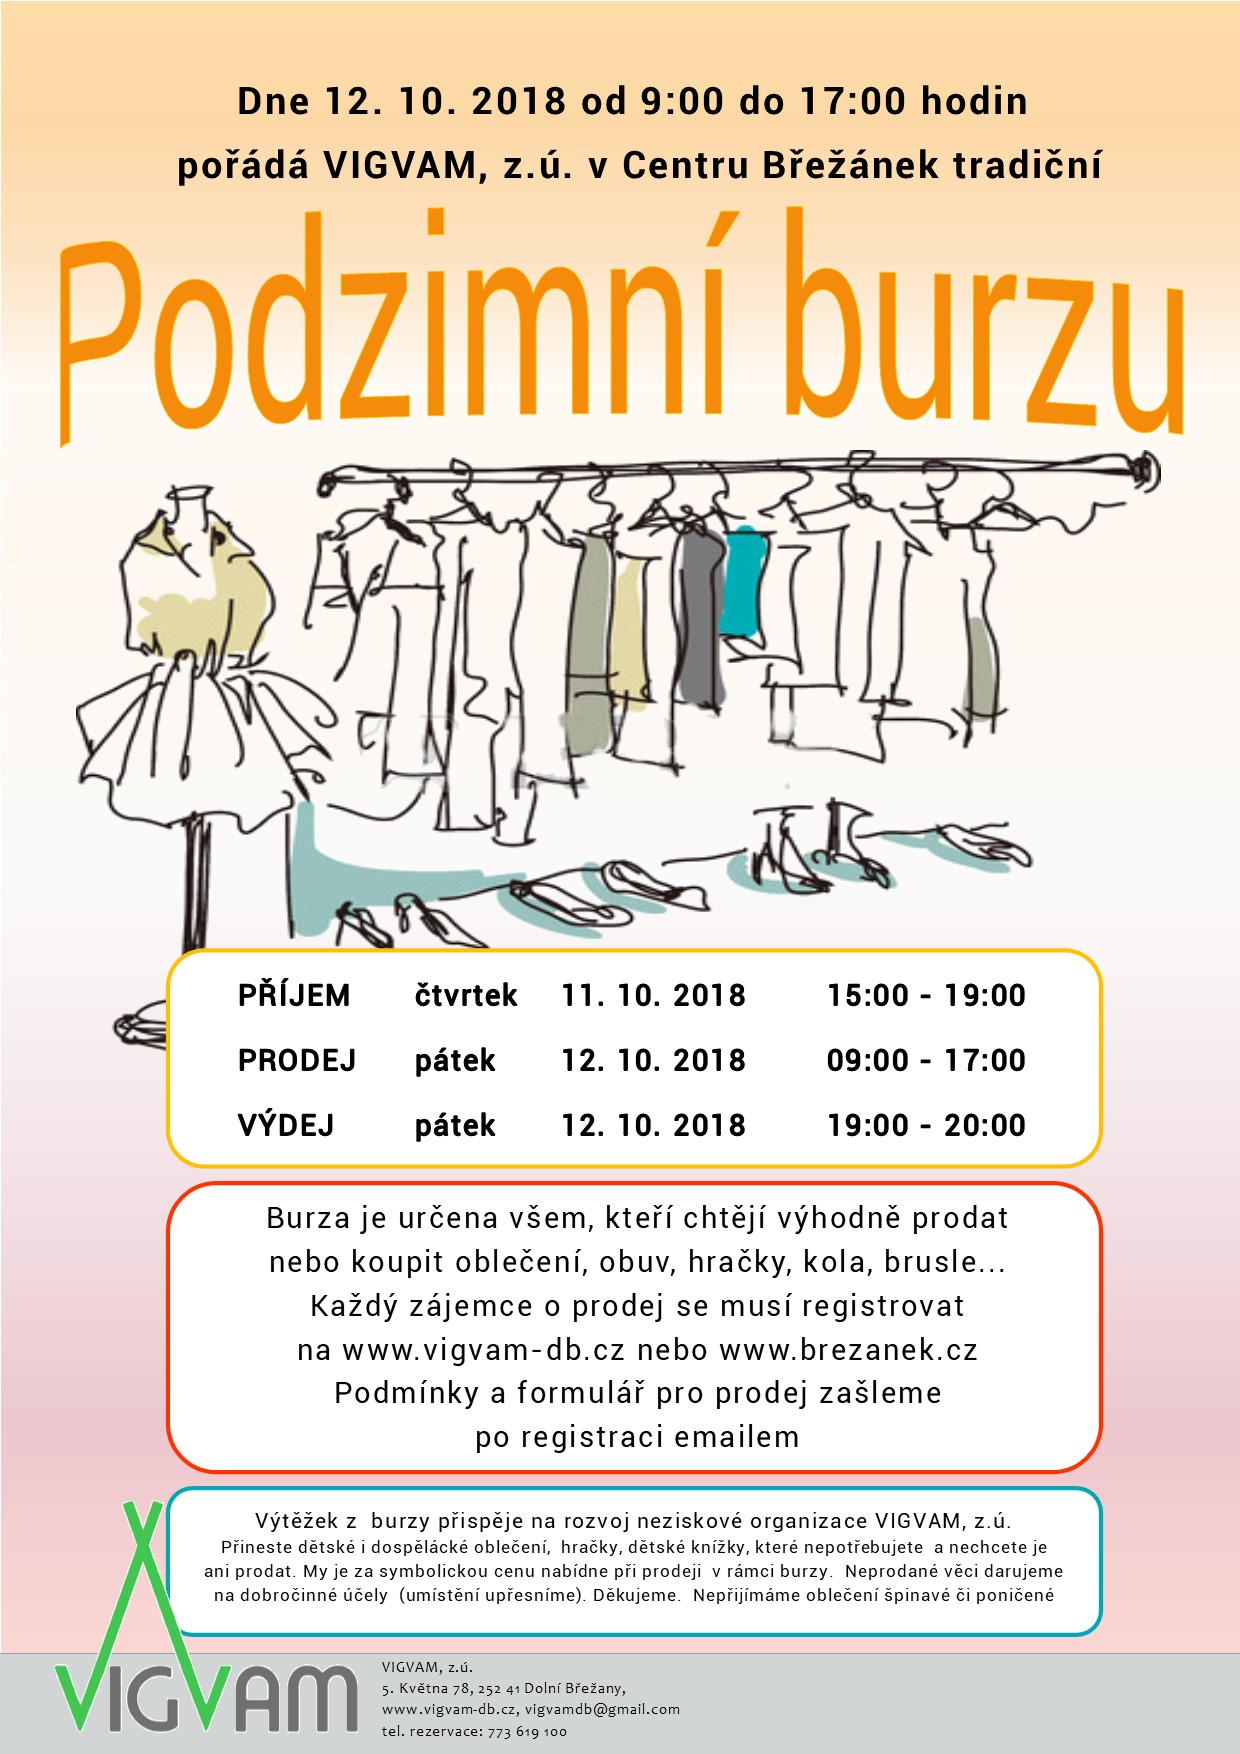 Dne 12. 10. 2018 od 9:00 do 17:00 hodin
pořádá VIGVAM, z.ú. v Centru Břežánek tradiční
Podzimní burzu
PŘÍJEM čtvrtek 11. 10. 2018 15:00 - 19:00
PRODEJ pátek 12. 10. 2018 09:00 - 17:00
VÝDEJ pátek 12. 10. 2018 19:00 - 20:00
Burza je určena všem, kteří chtějí výhodně prodat
nebo koupit oblečení, obuv, hračky, kola, brusle...
Každý zájemce o prodej se musí registrovat
na www.vigvam-db.cz nebo www.brezanek.cz
Podmínky a formulář pro prodej zašleme
po registraci emailem
Výtěžek z burzy přispěje na rozvoj neziskové organizace VIGVAM, z.ú.
Přineste dětské i dospělácké oblečení, hračky, dětské knížky, které nepotřebujete a nechcete je
ani prodat. My je za symbolickou cenu nabídne při prodeji v rámci burzy. Neprodané věci darujeme
na dobročinné účely (umístění upřesníme). Děkujeme. Nepřijímáme oblečení špinavé či poničené
VIGVAM
VIGVAM, z.ú.
5. Května 78, 252 41 Dolní Břežany,
www.vigvam-db.cz, vigvamdb@gmail.com
tel. rezervace: 773 619 100